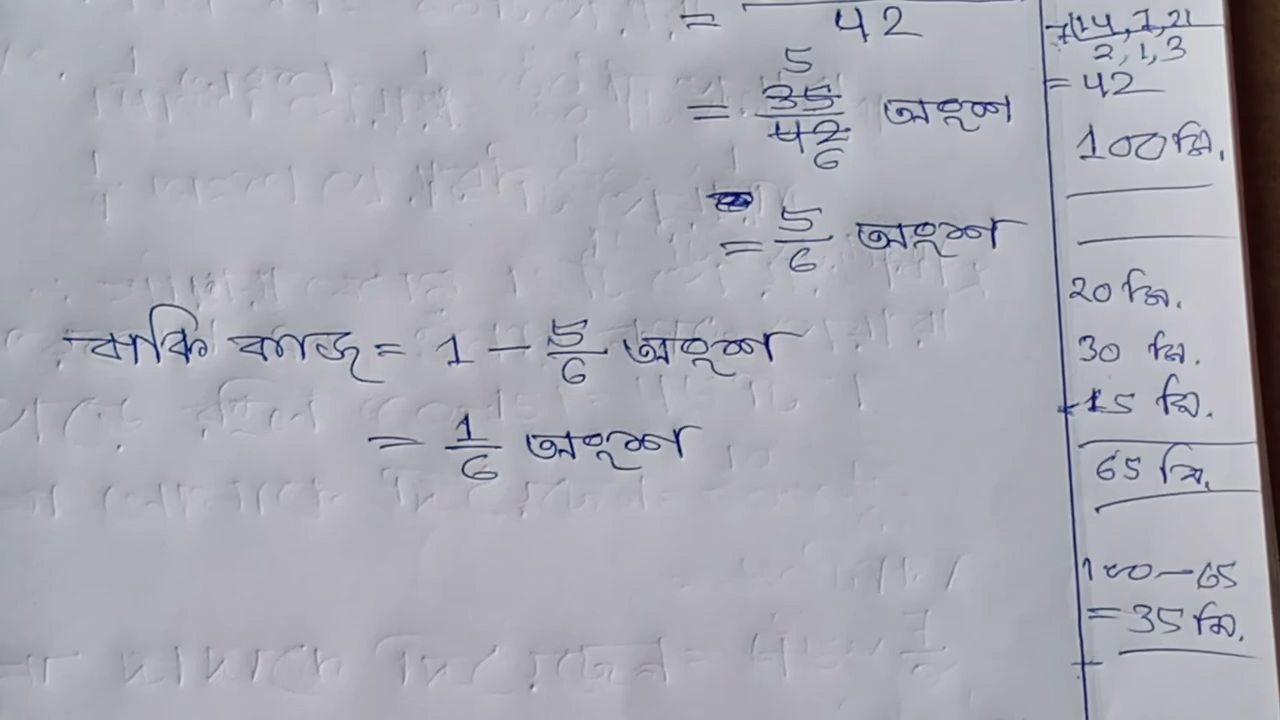 = 42
5
= 35/42 অংশ
6
= 5/6 অংশ
বাকি কাজ = 1 - 5/6 অংশ
= 1/6 অংশ
7|14, 7, 21
2, 1, 3
= 42
100 মি.
20 মি.
30 মি.
+15 মি.
65 মি.
100-65
= 35 মি.